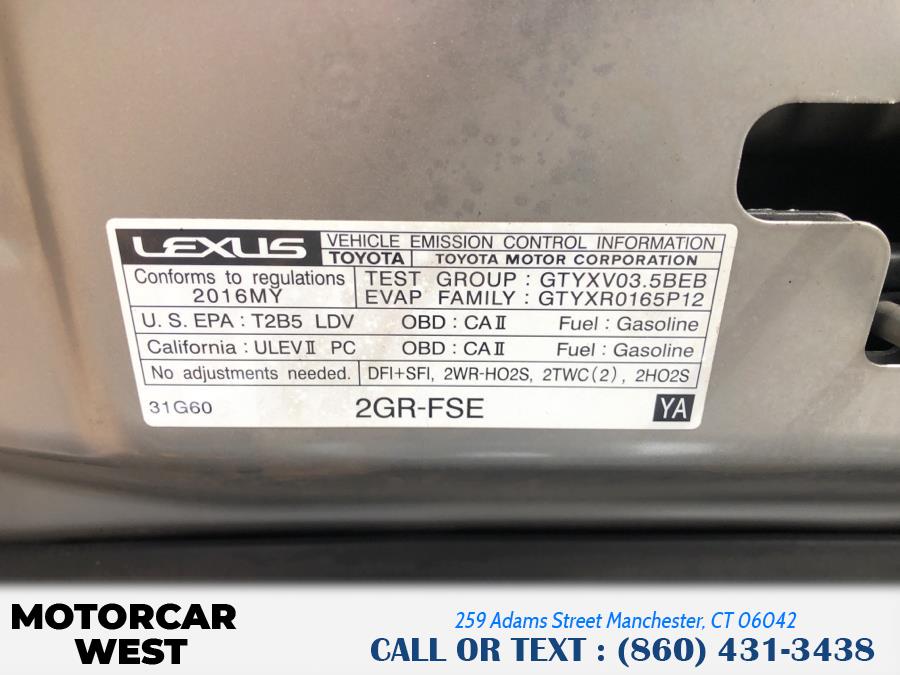 LEXUS VEHICLE EMISSION CONTROL INFORMATION
TOYOTA TOYOTA MOTOR CORPORATION
Conforms to regulations TEST GROUP : GTYXV03.5BEB
2016MY EVAP FAMILY : GTYXR0165P12
U.S. EPA : T2B5 LDV OBD : CAⅡ Fuel : Gasoline
California : ULEVⅡ PC OBD : CAⅡ Fuel : Gasoline
No adjustments needed. DFI+SFI, 2WR-HO2S, 2TWC(2), 2HO2S
31G60 2GR-FSE YA
MOTORCAR
WEST
259 Adams Street Manchester, CT 06042
CALL OR TEXT : (860) 431-3438